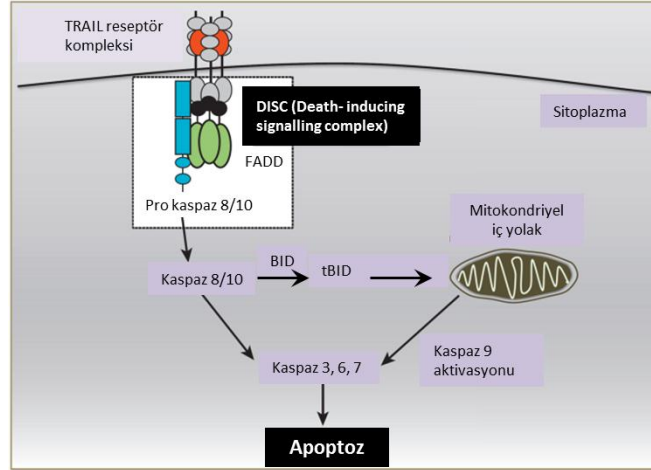 TRAIL reseptör
kompleksi
DISC (Death- inducing
signalling complex)
Sitoplazma
FADD
Pro kaspaz 8/10
Mitokondriyel
iç yolak
BID
tBID
Kaspaz 8/10
Kaspaz 9
aktivasyonu
Kaspaz 3, 6, 7
Apoptoz